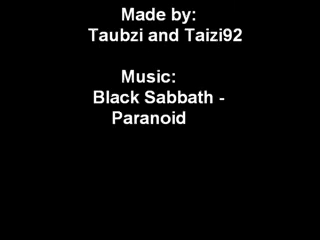 Made by:
Taubzi and Taizi92
Music:
Black Sabbath -
Paranoid